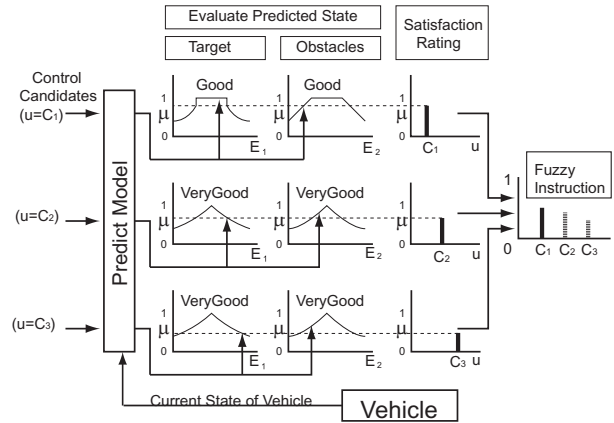 Evaluate Predicted State
Satisfaction
Rating
Target
Obstacles
Control
Candidates
(u=C1)
Predict Model
Good
1
μ
0
E1
Good
1
μ
0
E2
1
μ
0
C1
u
(u=C2)
VeryGood
1
μ
0
E1
VeryGood
1
μ
0
E2
1
μ
0
C2
u
Fuzzy
Instruction
1
0
C1
C2
C3
(u=C3)
VeryGood
1
μ
0
E1
VeryGood
1
μ
0
E2
1
μ
0
C3
u
Current State of Vehicle
Vehicle